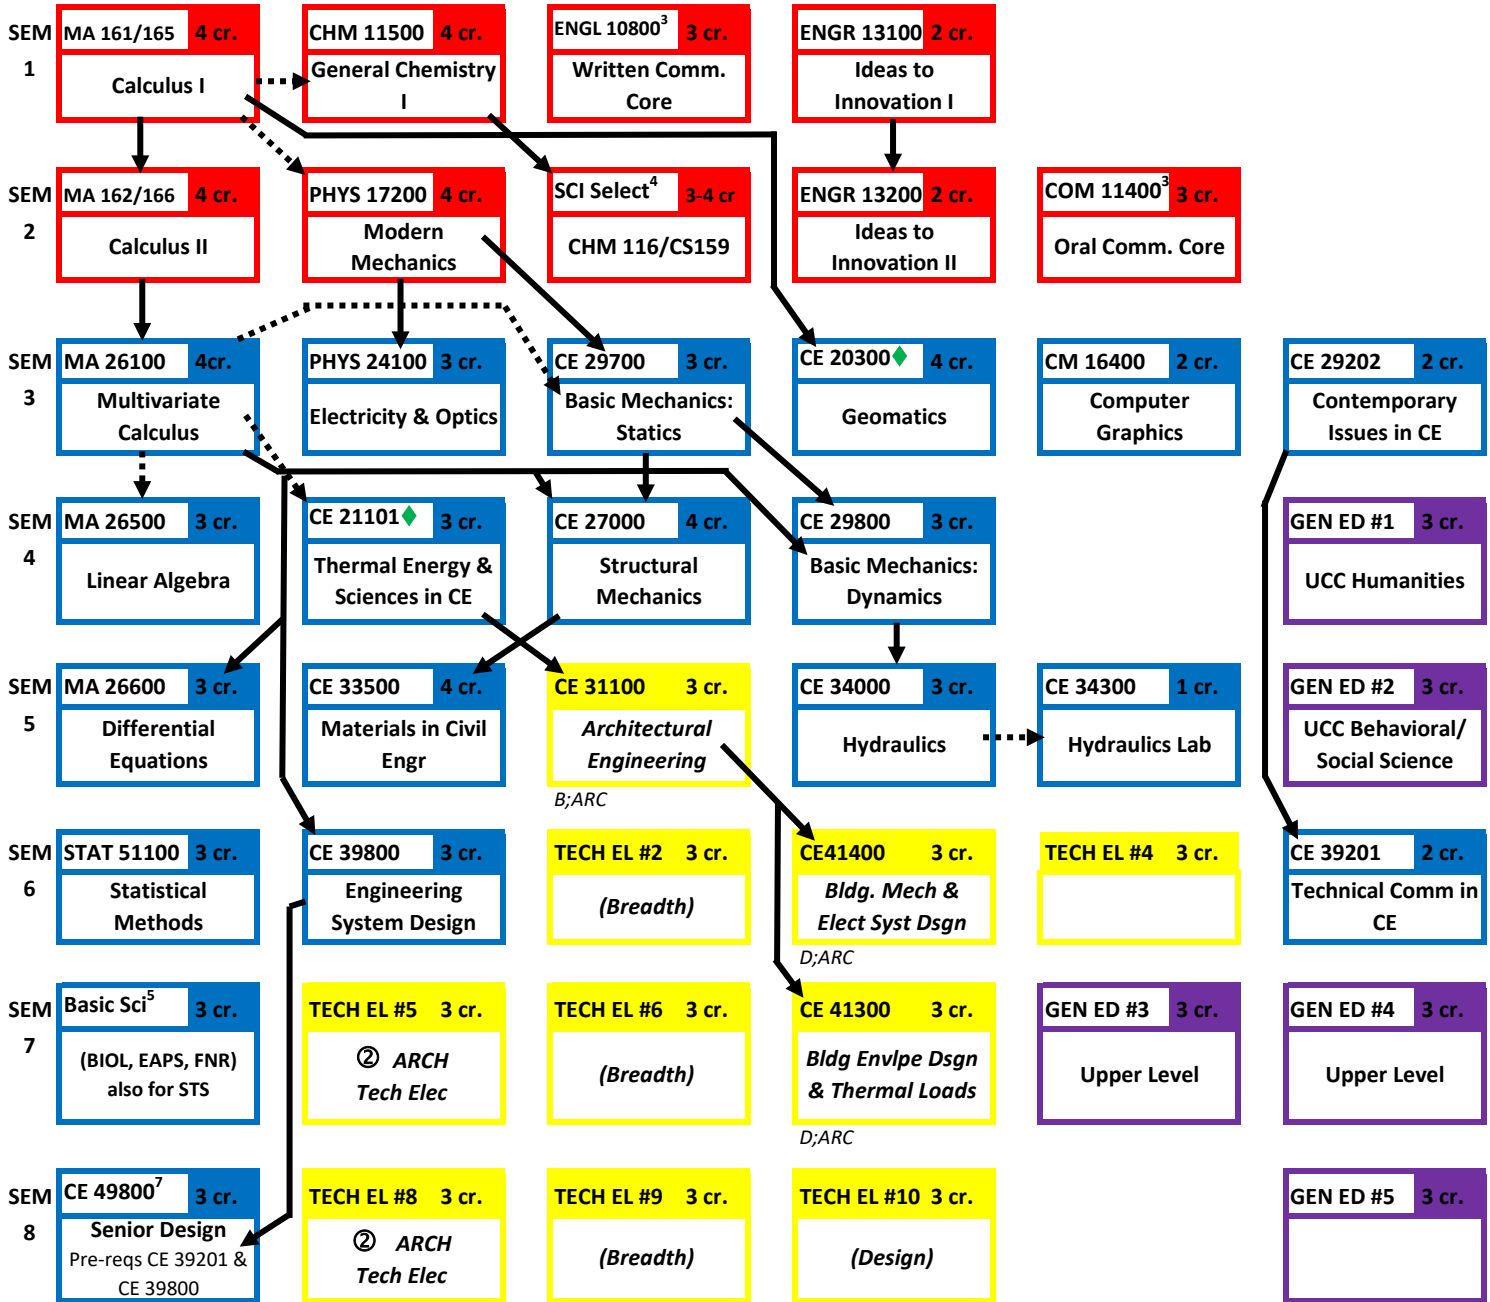 SEM
1
MA 161/165 4 cr.
Calculus I
CHM 11500 4 cr.
General Chemistry
I
ENGL 10800³ 3 cr.
Written Comm.
Core
ENGR 13100 2 cr.
Ideas to
Innovation I
SEM
2
MA 162/166 4 cr.
Calculus II
PHYS 17200 4 cr.
Modern
Mechanics
SCI Select⁴ 3-4 cr
CHM 116/CS159
ENGR 13200 2 cr.
Ideas to
Innovation II
COM 11400³ 3 cr.
Oral Comm. Core
SEM
3
MA 26100 4cr.
Multivariate
Calculus
PHYS 24100 3 cr.
Electricity & Optics
CE 29700 3 cr.
Basic Mechanics:
Statics
CE 20300♦ 4 cr.
Geomatics
CM 16400 2 cr.
Computer
Graphics
CE 29202 2 cr.
Contemporary
Issues in CE
SEM
4
MA 26500 3 cr.
Linear Algebra
CE 21101♦ 3 cr.
Thermal Energy &
Sciences in CE
CE 27000 4 cr.
Structural
Mechanics
CE 29800 3 cr.
Basic Mechanics:
Dynamics
GEN ED #1 3 cr.
UCC Humanities
SEM
5
MA 26600 3 cr.
Differential
Equations
CE 33500 4 cr.
Materials in Civil
Engr
CE 31100 3 cr.
Architectural
Engineering
B;ARC
CE 34000 3 cr.
Hydraulics
CE 34300 1 cr.
Hydraulics Lab
GEN ED #2 3 cr.
UCC Behavioral/
Social Science
SEM
6
STAT 51100 3 cr.
Statistical
Methods
CE 39800 3 cr.
Engineering
System Design
TECH EL #2 3 cr.
(Breadth)
CE41400 3 cr.
Bldg. Mech &
Elect Syst Dsgn
D;ARC
TECH EL #4 3 cr.
CE 39201 2 cr.
Technical Comm in
CE
SEM
7
Basic Sci⁵ 3 cr.
(BIOL, EAPS, FNR)
also for STS
TECH EL #5 3 cr.
② ARCH
Tech Elec
TECH EL #6 3 cr.
(Breadth)
CE 41300 3 cr.
Bldg Envlpe Dsgn
& Thermal Loads
D;ARC
GEN ED #3 3 cr.
Upper Level
GEN ED #4 3 cr.
Upper Level
SEM
8
CE 49800⁷ 3 cr.
Senior Design
Pre-reqs CE 39201 &
CE 39800
TECH EL #8 3 cr.
② ARCH
Tech Elec
TECH EL #9 3 cr.
(Breadth)
TECH EL #10 3 cr.
(Design)
GEN ED #5 3 cr.